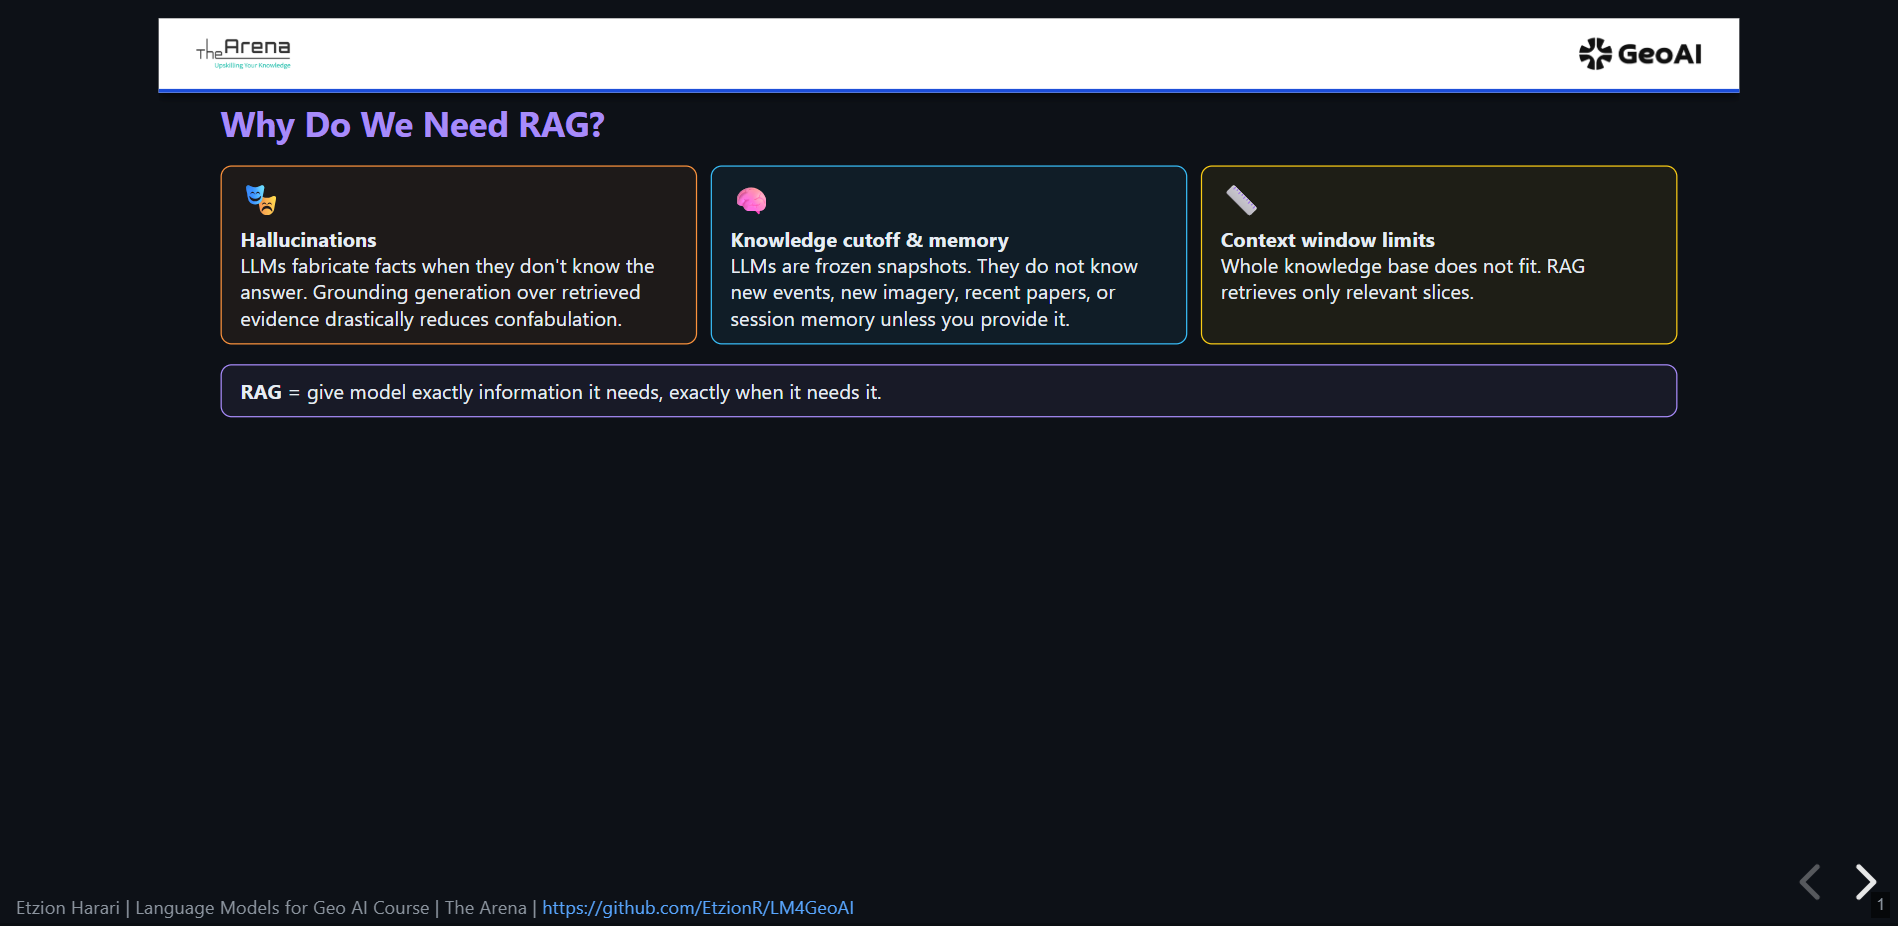 The Arena
Upskilling Your Knowledge
GeoAI
Why Do We Need RAG?
Hallucinations
LLMs fabricate facts when they don't know the
answer. Grounding generation over retrieved
evidence drastically reduces confabulation.
Knowledge cutoff & memory
LLMs are frozen snapshots. They do not know
new events, new imagery, recent papers, or
session memory unless you provide it.
Context window limits
Whole knowledge base does not fit. RAG
retrieves only relevant slices.
RAG = give model exactly information it needs, exactly when it needs it.
Etzion Harari | Language Models for Geo AI Course | The Arena | https://github.com/EtzionR/LM4GeoAI
1